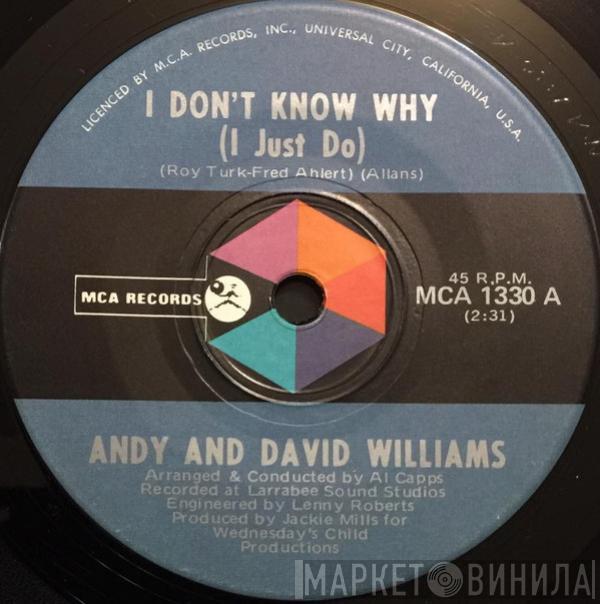 LICENCED BY M.C.A. RECORDS, INC., UNIVERSAL CITY, CALIFORNIA, U.S.A.
I DON'T KNOW WHY
(I Just Do)
(Roy Turk-Fred Ahlert) (Allans)
MCA RECORDS
45 R.P.M.
MCA 1330 A
(2:31)
ANDY AND DAVID WILLIAMS
Arranged & Conducted by Al Capps
Recorded at Larrabee Sound Studios
Engineered by Lenny Roberts
Produced by Jackie Mills for
Wednesday's Child
Productions
МАРКЕТ ВИНИЛА